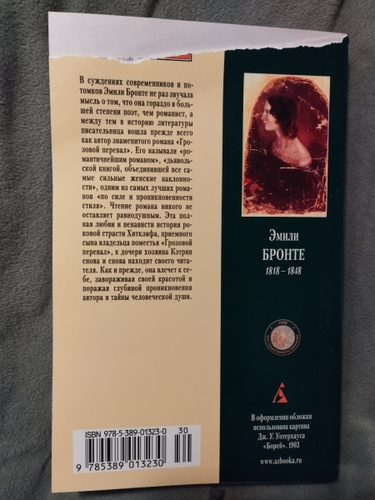 В суждениях современников и по-
томков Эмили Бронте не раз звучала
мысль о том, что она гораздо в боль-
шей степени поэт, чем романист, а
между тем в историю литературы
писательница вошла прежде всего
как автор знаменитого романа «Гро-
зовой перевал». Его называли «ро-
мантичнейшим романом», «дьяволь-
ской книгой, объединившей все са-
мые сильные женские наклонно-
сти», одним из самых лучших рома-
нов «по силе и проникновенности
стиля». Чтение романа никого не
оставляет равнодушным. Эта пол-
ная любви и ненависти история ро-
ковой страсти Хитклифа, приемного
сына владельца поместья «Грозовой
перевал», к дочери хозяина Кэтрин
снова и снова находит своего чита-
теля. Как и прежде, она влечет к се-
бе, завораживая своей красотой и
поражая глубиной проникновения
автора в тайны человеческой души.
ISBN 978-5-389-01323-0
30
9 785389 013230
Эмили
БРОНТЕ
1818 – 1848
В оформлении обложки
использована картина
Дж. У. Уотерхауса
«Борей», 1903
www.azbooka.ru